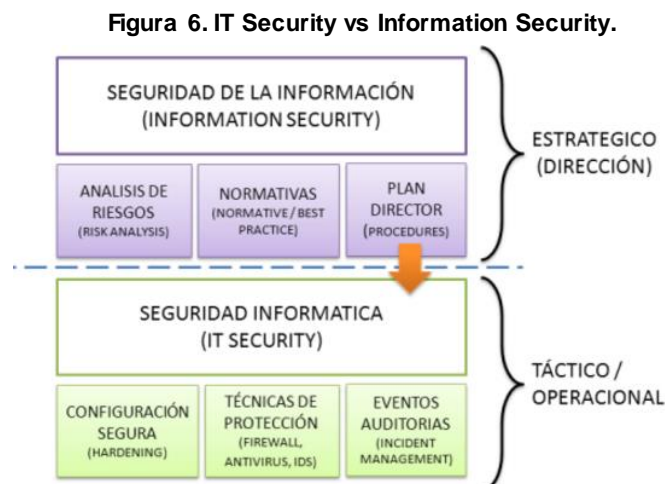 Figura 6. IT Security vs Information Security.
SEGURIDAD DE LA INFORMACIÓN
(INFORMATION SECURITY)
ESTRATEGICO
(DIRECCIÓN)
ANALISIS DE
RIESGOS
(RISK ANALYSIS)
NORMATIVAS
(NORMATIVE / BEST
PRACTICE)
PLAN
DIRECTOR
(PROCEDURES)
SEGURIDAD INFORMATICA
(IT SECURITY)
TÁCTICO /
OPERACIONAL
CONFIGURACIÓN
SEGURA
(HARDENING)
TÉCNICAS DE
PROTECCIÓN
(FIREWALL,
ANTIVIRUS, IDS)
EVENTOS
AUDITORIAS
(INCIDENT
MANAGEMENT)